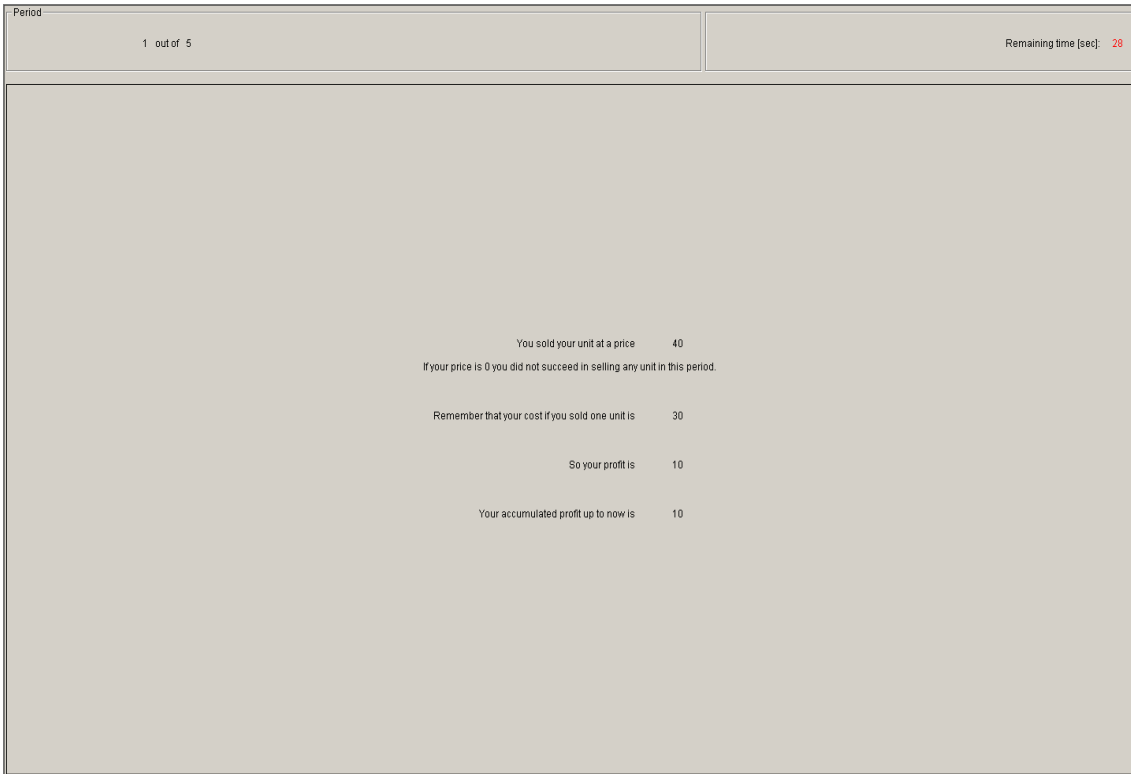 Period
1 out of 5
Remaining time [sec]: 28
You sold your unit at a price 40
If your price is 0 you did not succeed in selling any unit in this period.
Remember that your cost if you sold one unit is 30
So your profit is 10
Your accumulated profit up to now is 10